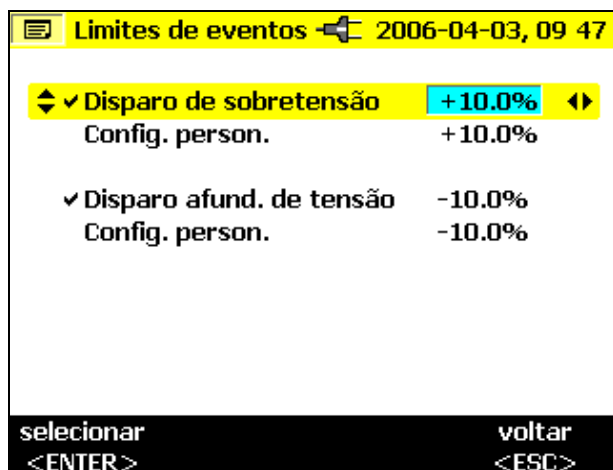 Limites de eventos 2006-04-03, 09 47
Disparo de sobretensão +10.0%
Config. person. +10.0%
Disparo afund. de tensão -10.0%
Config. person. -10.0%
selecionar voltar
<ENTER> <ESC>